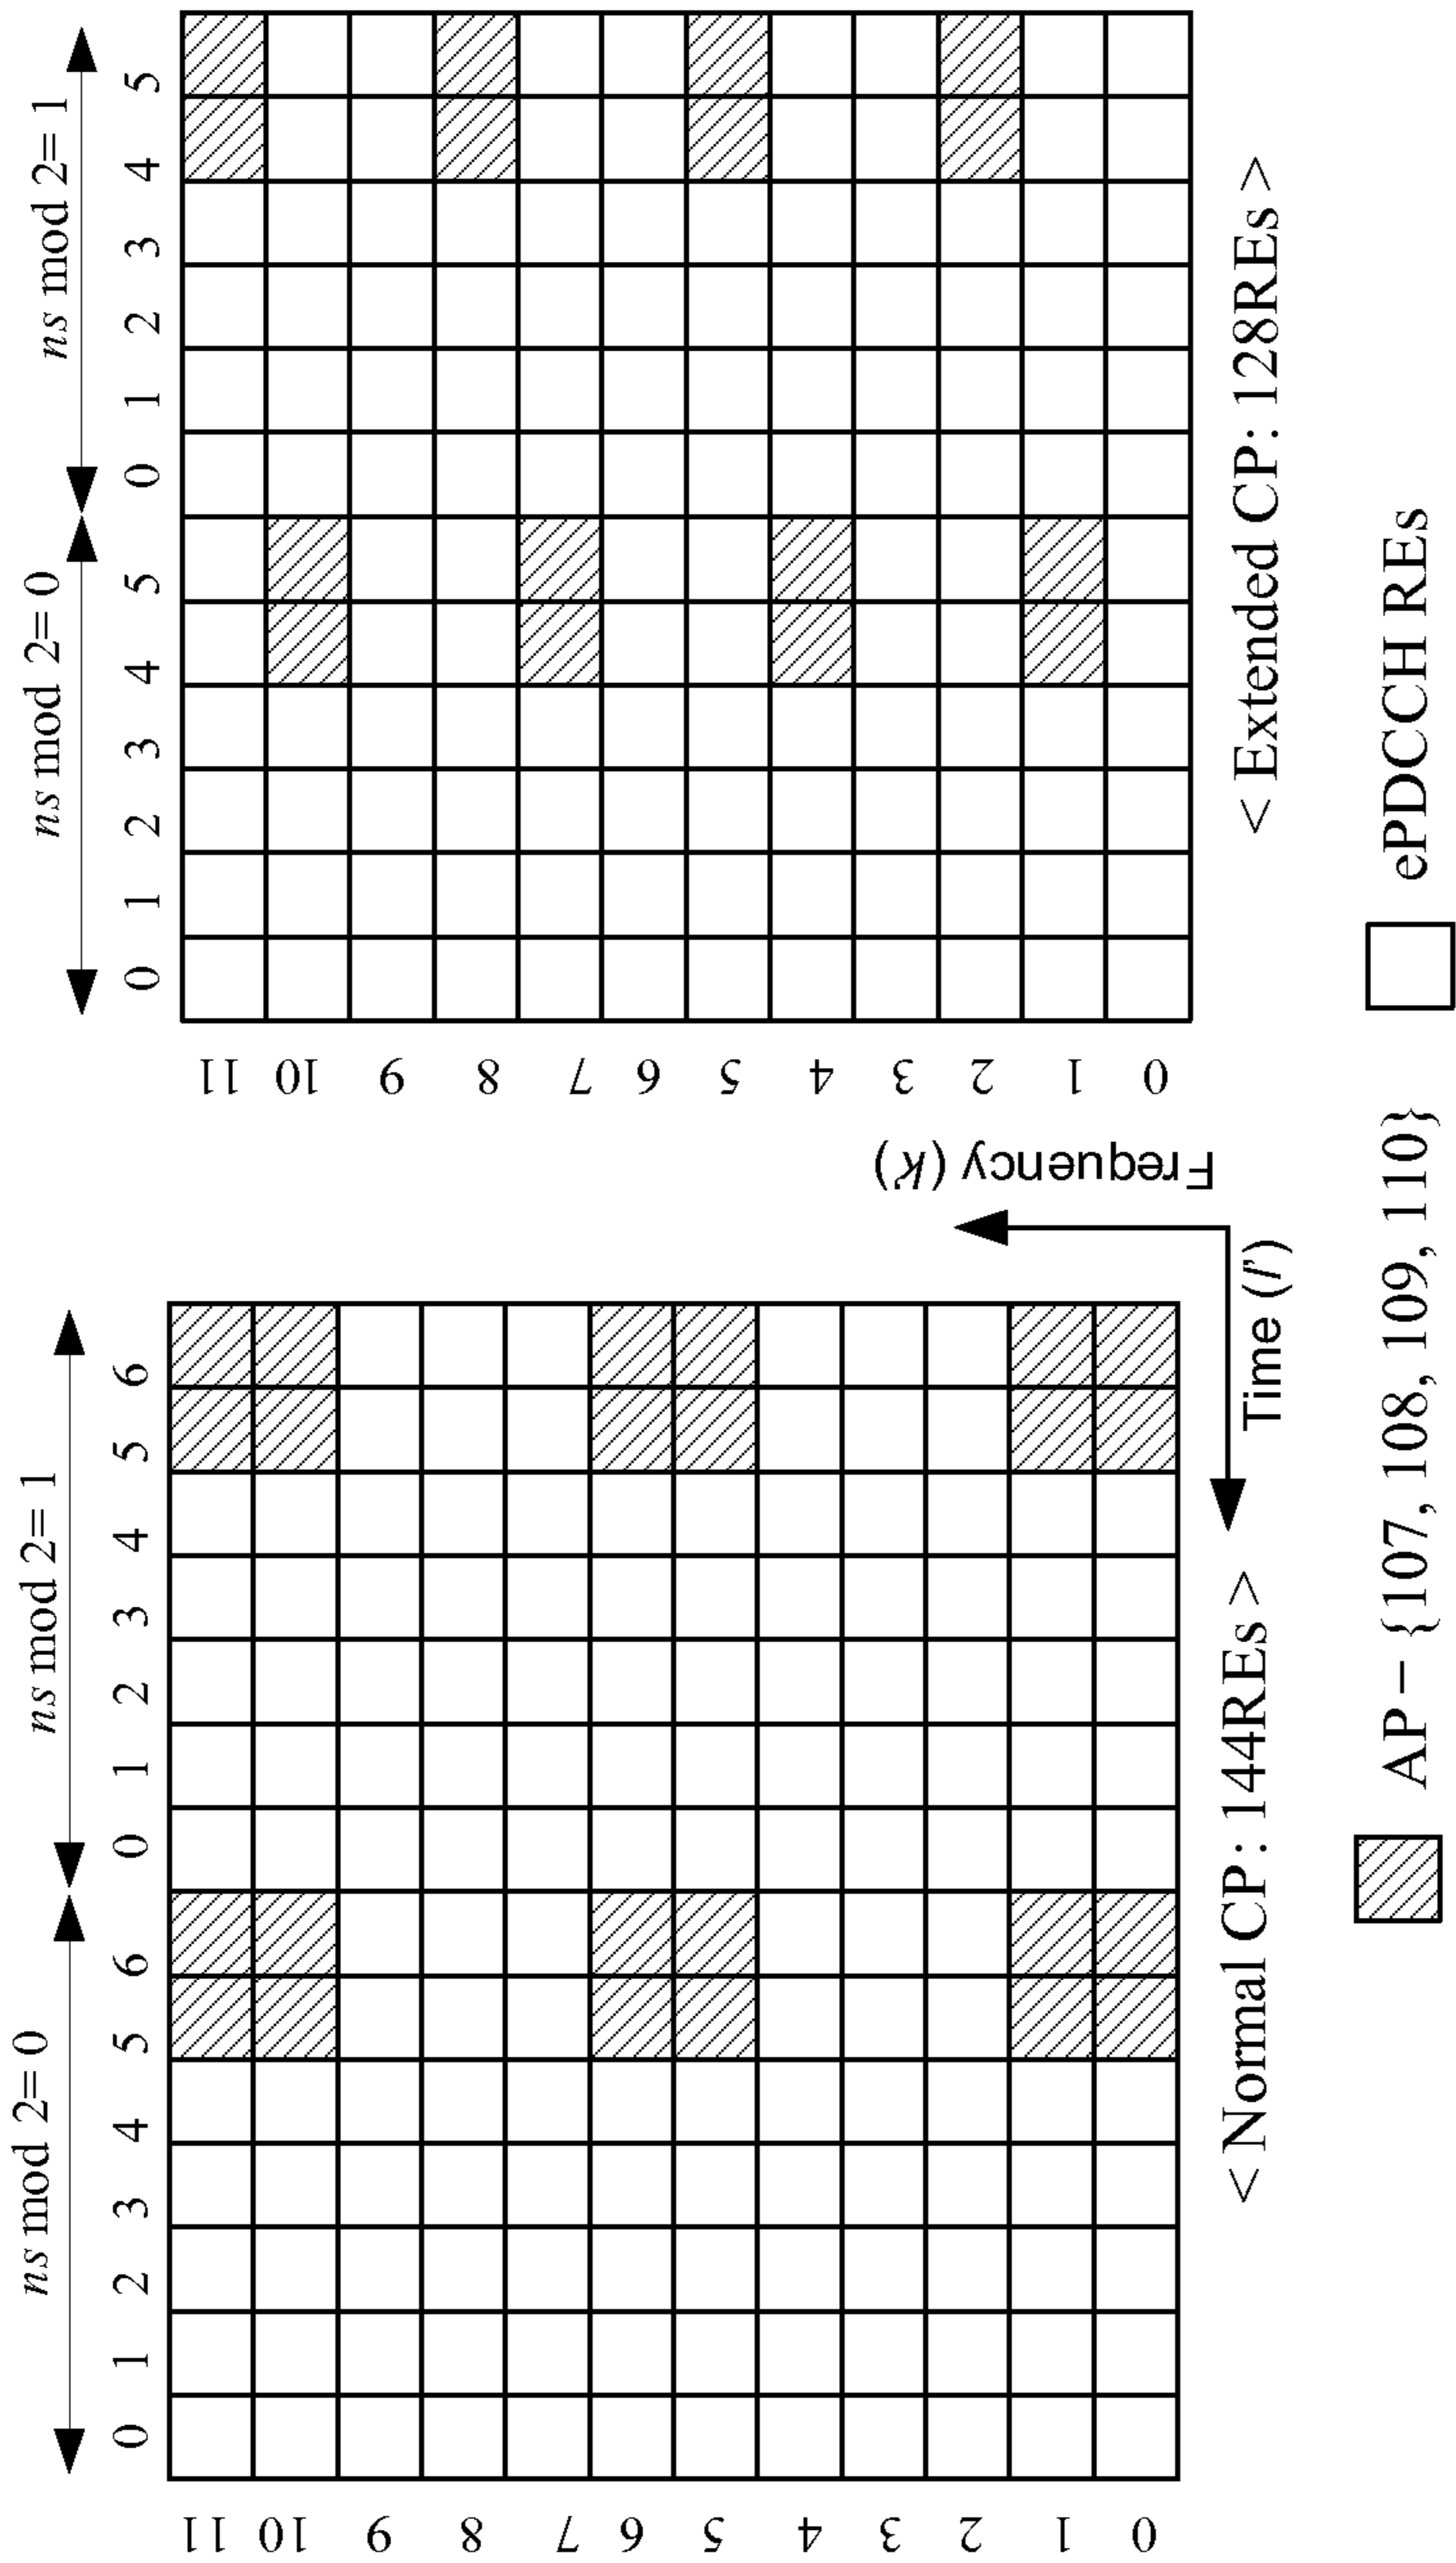 ns mod 2= 0
ns mod 2= 1
0 1 2 3 4 5 6 0 1 2 3 4 5 6
11
10
9
8
7
6
5
4
3
2
1
0
< Normal CP: 144REs >
Time (l')
Frequency (k')
ns mod 2= 0
ns mod 2= 1
0 1 2 3 4 5 0 1 2 3 4 5
11
10
9
8
7
6
5
4
3
2
1
0
< Extended CP: 128REs >
AP – {107, 108, 109, 110}
ePDCCH REs